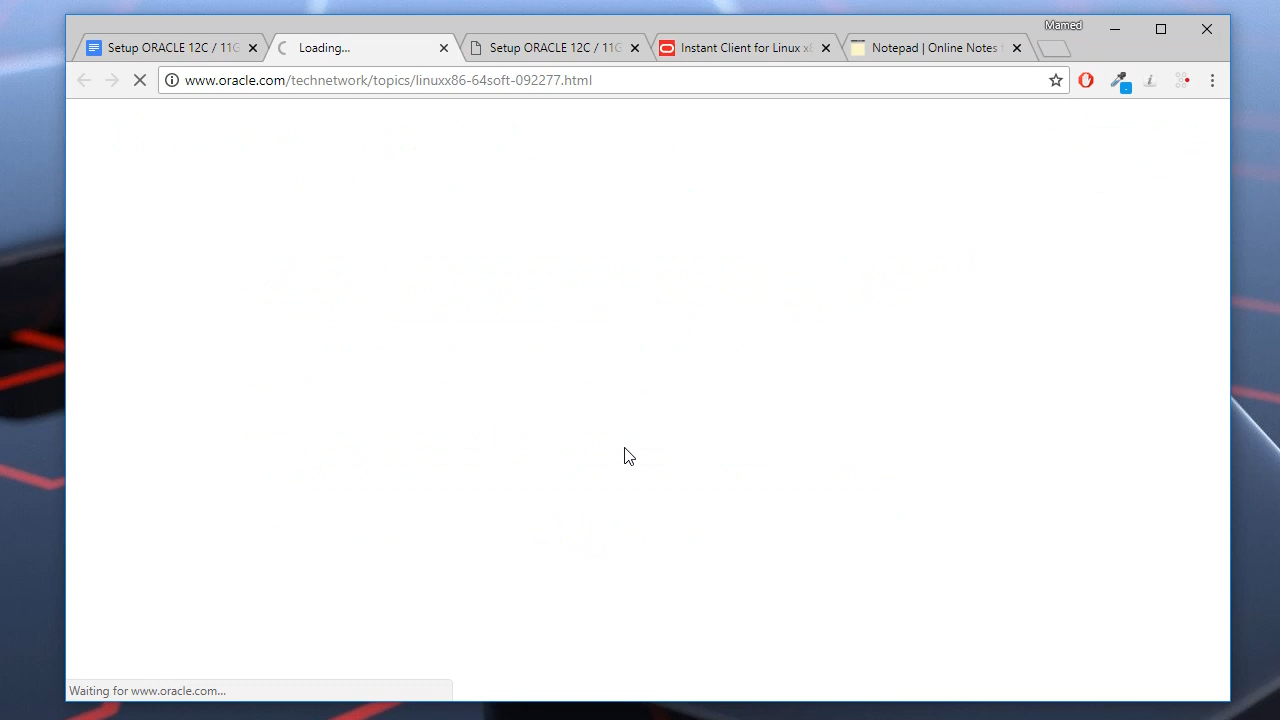 Mamed
Setup ORACLE 12C / 11G
Loading...
Setup ORACLE 12C / 11G
Instant Client for Linux x
Notepad | Online Notes
www.oracle.com/technetwork/topics/linuxx86-64soft-092277.html
Waiting for www.oracle.com...